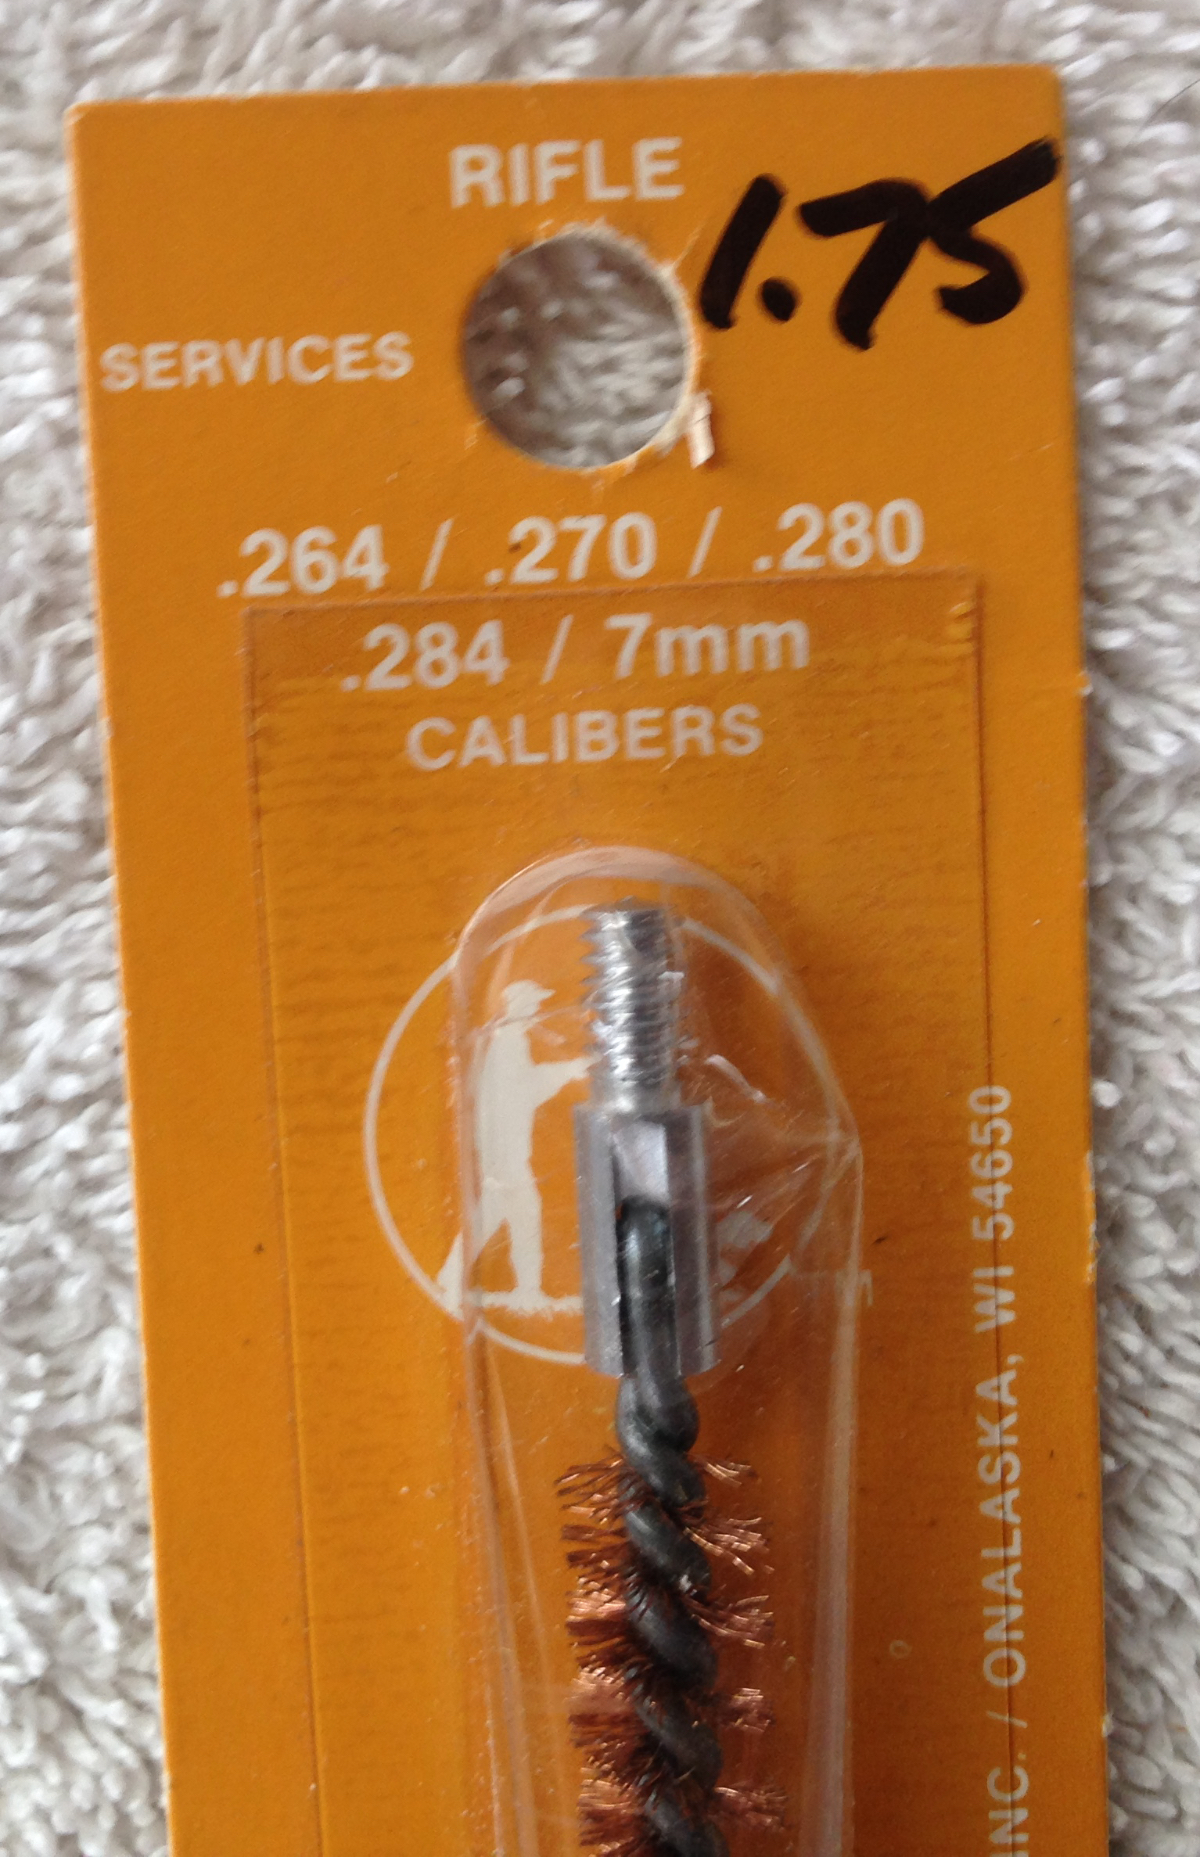 RIFLE
1.75
SERVICES
.264 / .270 / .280
.284 / 7mm
CALIBERS
INC. / ONALASKA, WI 54650